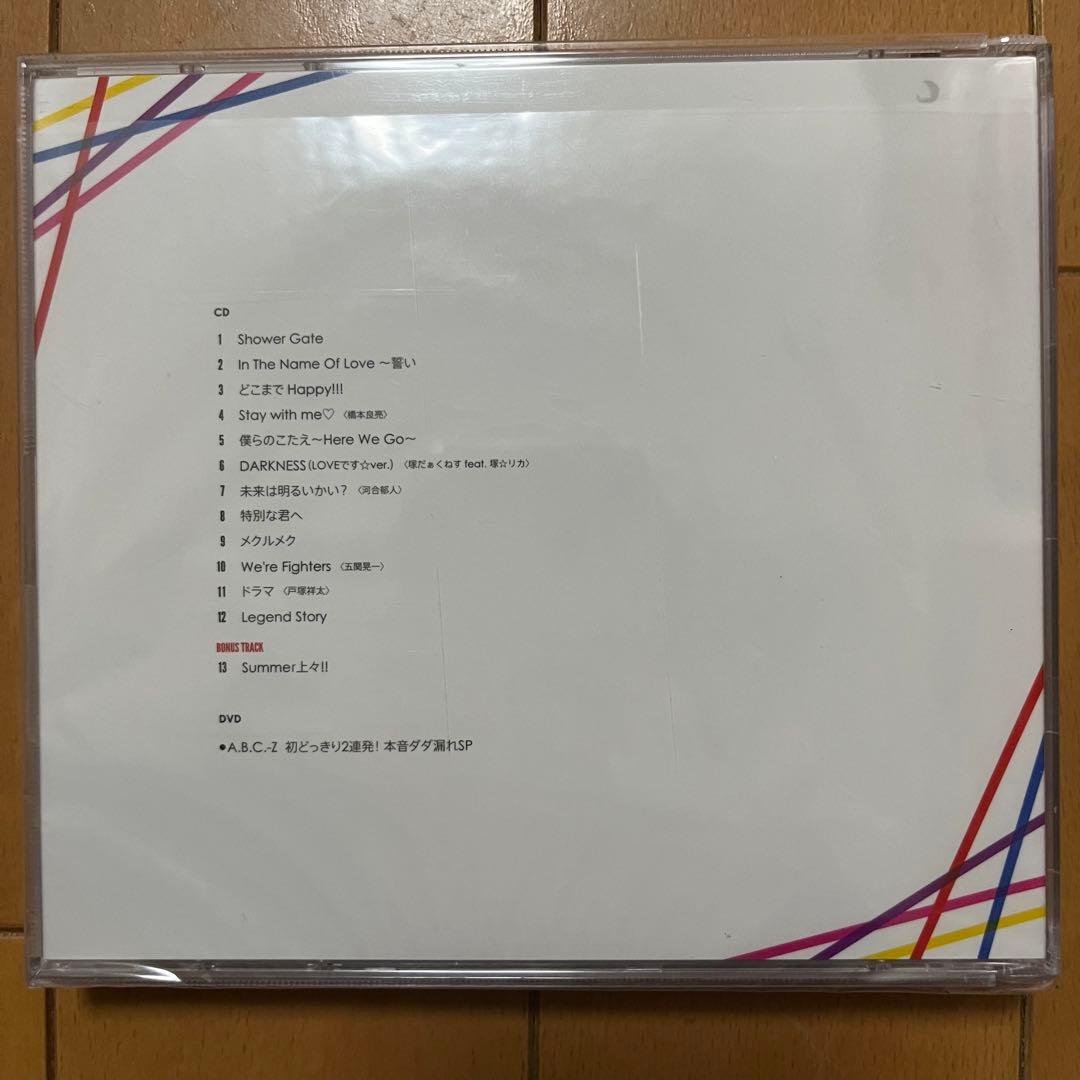 CD
1 Shower Gate
2 In The Name Of Love ～誓い
3 どこまで Happy!!!
4 Stay with me♡ 〈橋本良亮〉
5 僕らのこたえ～Here We Go～
6 DARKNESS（LOVEです☆ver.）〈塚だぁくねす feat. 塚☆リカ〉
7 未来は明るいかい？〈河合郁人〉
8 特別な君へ
9 メクルメク
10 We're Fighters 〈五関晃一〉
11 ドラマ 〈戸塚祥太〉
12 Legend Story
BONUS TRACK
13 Summer上々!!
DVD
●A.B.C.-Z 初どっきり2連発！本音ダダ漏れSP